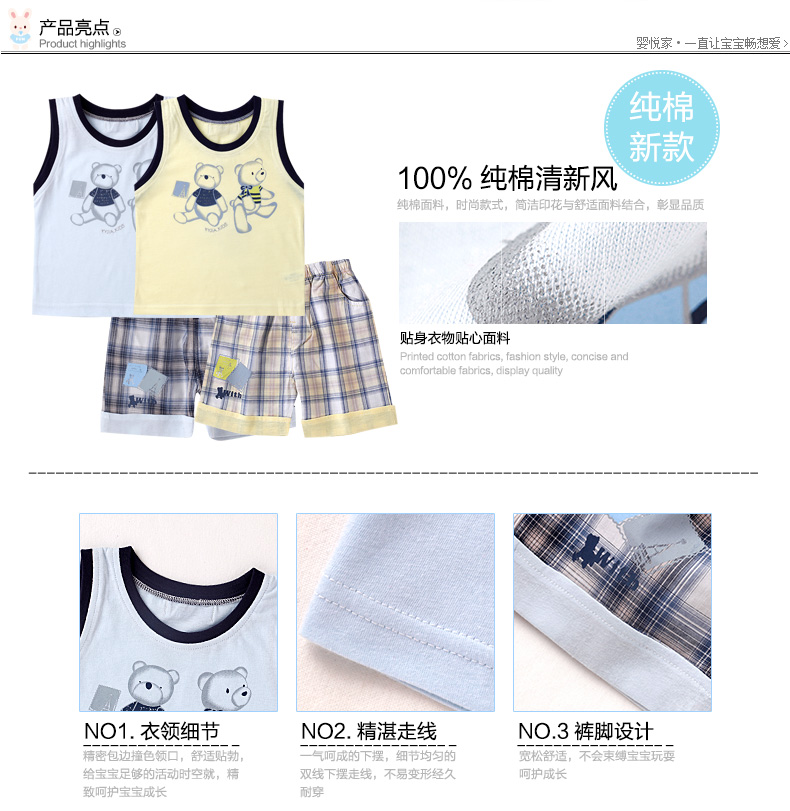 产品亮点
Product highlights
婴悦家•一直让宝宝畅想爱>
纯棉
新款
100% 纯棉清新风
纯棉面料，时尚款式，简洁印花与舒适面料结合，彰显品质
贴身衣物贴心面料
Printed cotton fabrics, fashion style, concise and
comfortable fabrics, display quality
With
With
NO1. 衣领细节
精密包边撞色领口，舒适贴勃，
给宝宝足够的活动时空就，精
致呵护宝宝成长
NO2. 精湛走线
一气呵成的下摆，细节均匀的
双线下摆走线，不易变形经久
耐穿
NO.3 裤脚设计
宽松舒适，不会束缚宝宝玩耍
呵护成长